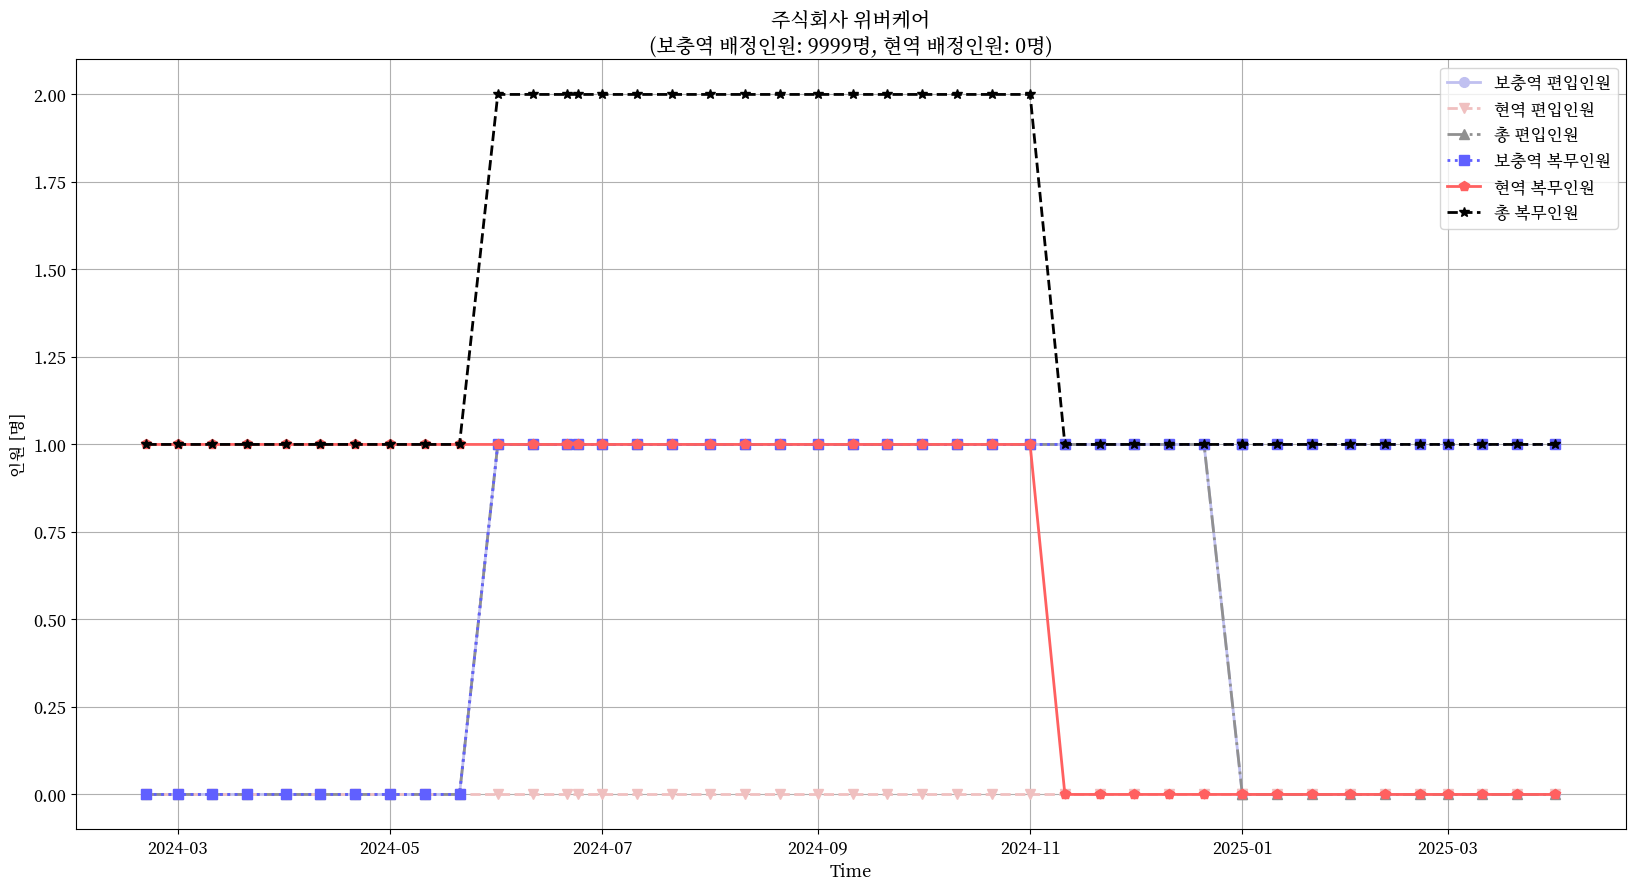 주식회사 위버케어
(보충역 배정인원: 9999명, 현역 배정인원: 0명)
보충역 편입인원
현역 편입인원
총 편입인원
보충역 복무인원
현역 복무인원
총 복무인원
인원 [명]
2.00
1.75
1.50
1.25
1.00
0.75
0.50
0.25
0.00
2024-03
2024-05
2024-07
2024-09
2024-11
2025-01
2025-03
Time